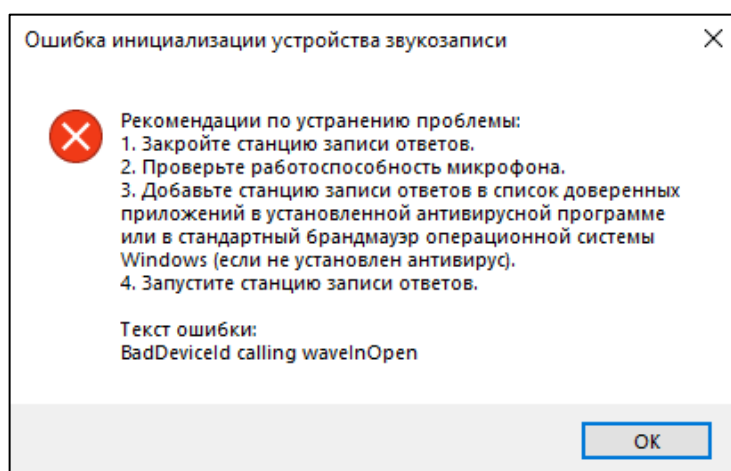 Ошибка инициализации устройства звукозаписи
Рекомендации по устранению проблемы:
1. Закройте станцию записи ответов.
2. Проверьте работоспособность микрофона.
3. Добавьте станцию записи ответов в список доверенных
приложений в установленной антивирусной программе
или в стандартный брандмауэр операционной системы
Windows (если не установлен антивирус).
4. Запустите станцию записи ответов.
Текст ошибки:
BadDeviceId calling waveInOpen
ОК